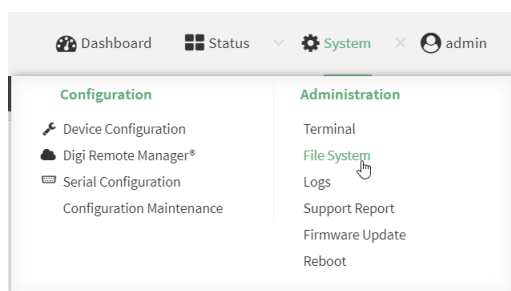 Dashboard Status System admin
Configuration
Device Configuration
Digi Remote Manager®
Serial Configuration
Configuration Maintenance
Administration
Terminal
File System
Logs
Support Report
Firmware Update
Reboot